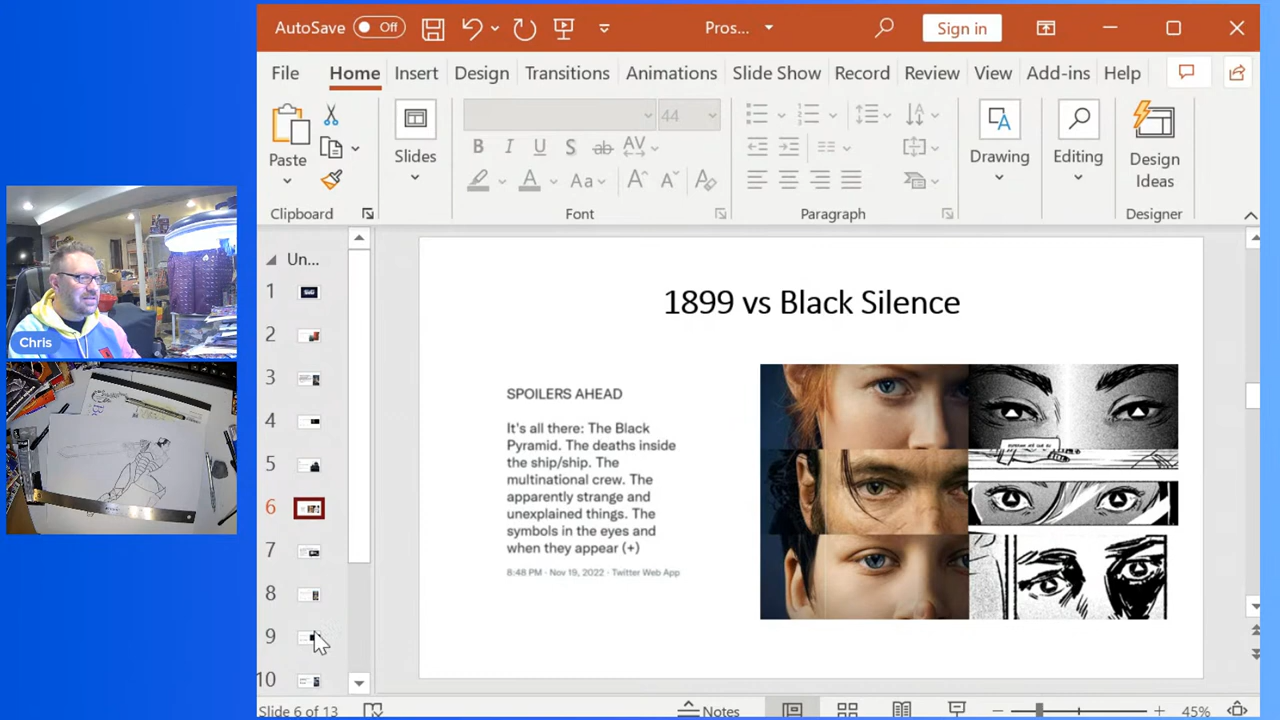 AutoSave Off Pros... Sign in
File Home Insert Design Transitions Animations Slide Show Record Review View Add-ins Help
44
B I U S ab AV
Paste Slides Drawing Editing Design Ideas
A Aa A A A
Clipboard Font Paragraph Designer
Un...
1
2
3
4
5
6
7
8
9
10
Chris
1899 vs Black Silence
SPOILERS AHEAD
It's all there: The Black
Pyramid. The deaths inside
the ship/ship. The
multinational crew. The
apparently strange and
unexplained things. The
symbols in the eyes and
when they appear (+)
8:48 PM · Nov 19, 2022 · Twitter Web App
Slide 6 of 13 Notes 45%